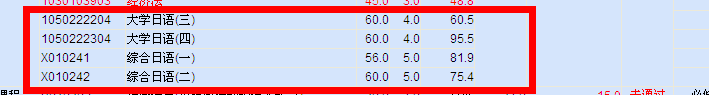 1050222204 大学日语(三) 60.0 4.0 60.5
1050222304 大学日语(四) 60.0 4.0 95.5
X010241 综合日语(一) 56.0 5.0 81.9
X010242 综合日语(二) 60.0 5.0 75.4